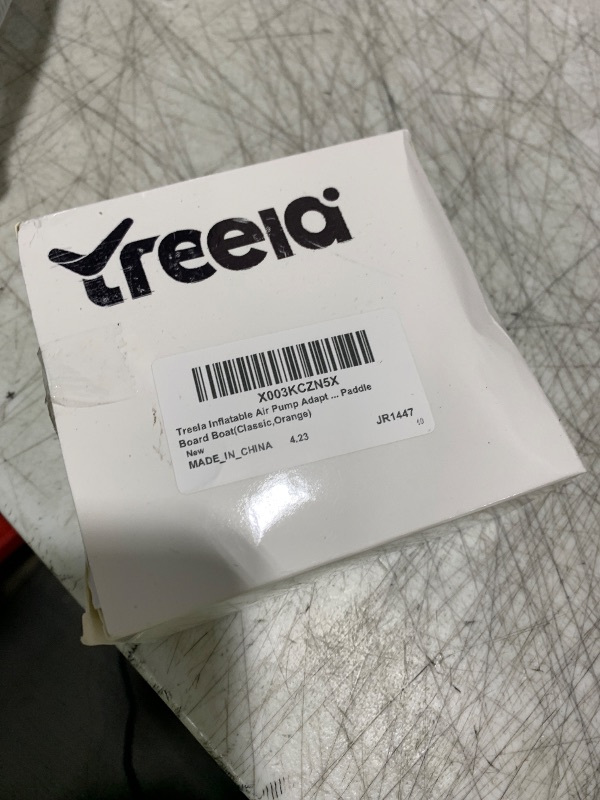 treela
X003KCZN5X
Treela Inflatable Air Pump Adapt ... Paddle
Board Boat(Classic,Orange)
New
MADE_IN_CHINA 4.23 JR1447 10